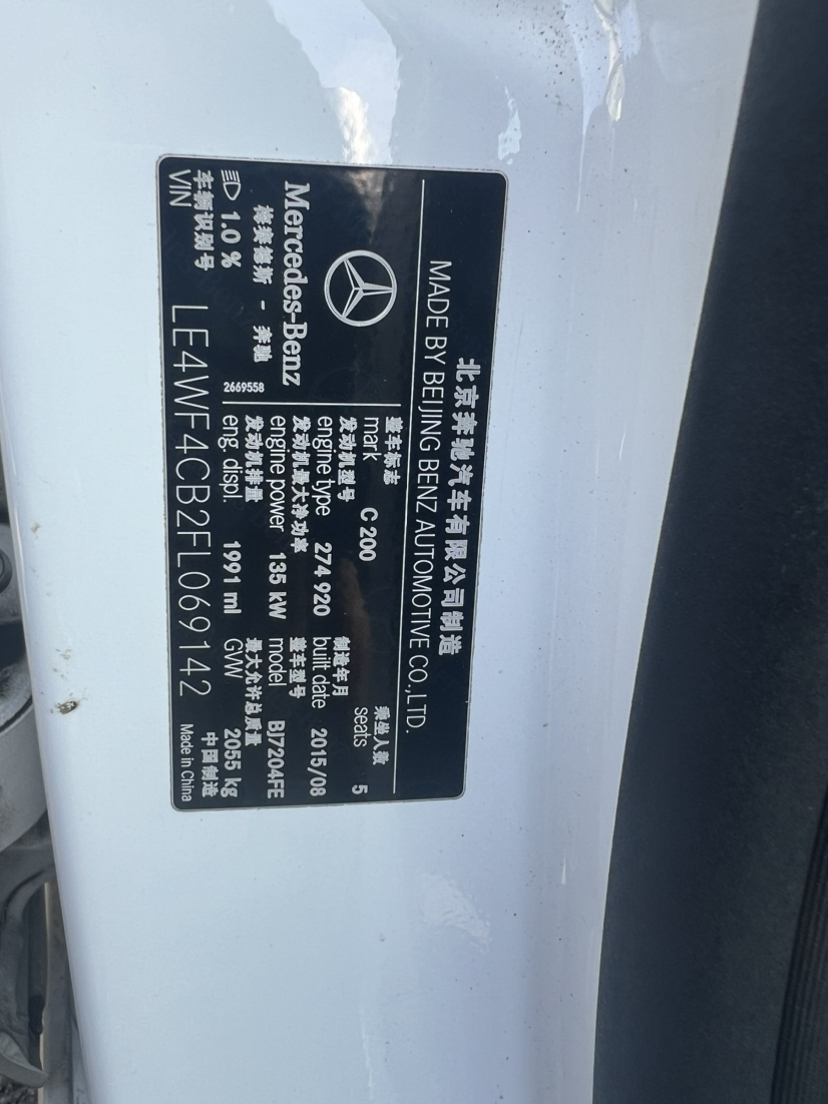 北京奔驰汽车有限公司制造
MADE BY BEIJING BENZ AUTOMOTIVE CO.,LTD.
Mercedes-Benz
梅赛德斯 - 奔驰
1.0 %
2669558
整车标志
mark C 200
乘坐人数
seats 5
发动机型号
engine type 274 920
制造年月
built date 2015/08
发动机最大净功率
engine power 135 kW
整车型号
model BJ7204FE
发动机排量
eng. displ. 1991 ml
最大允许总质量
GVW 2055 kg
车辆识别号
VIN LE4WF4CB2FL069142
中国制造
Made in China